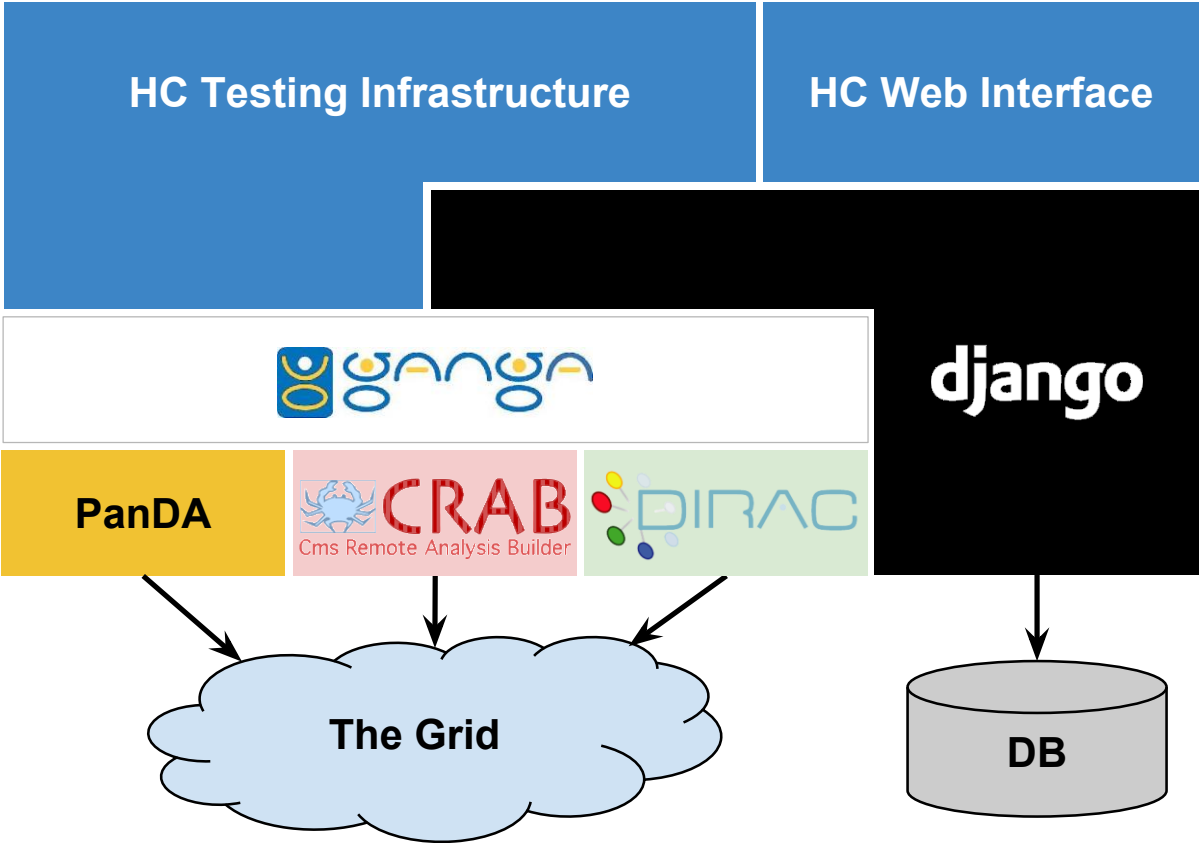 HC Testing Infrastructure
HC Web Interface
ganga
django
PanDA
CRAB
Cms Remote Analysis Builder
DIRAC
The Grid
DB